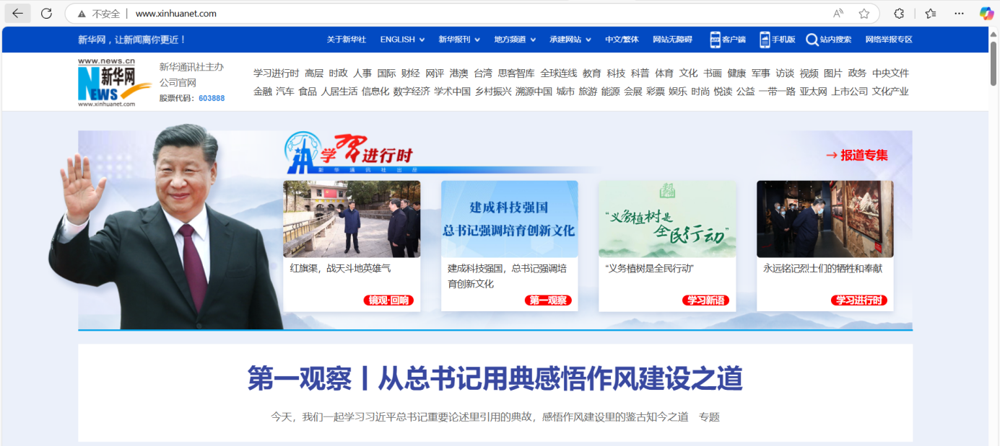 不安全 | www.xinhuanet.com
新华网，让新闻离你更近！ 关于新华社 ENGLISH 新华报刊 地方频道 承建网站 中文/繁体 网站无障碍 客户端 手机版 站内搜索 网络举报专区
www.news.cn
新华网
NEWS
www.xinhuanet.com
新华通讯社主办
公司官网
股票代码：603888
学习进行时 高层 时政 人事 国际 财经 网评 港澳 台湾 思客智库 全球连线 教育 科技 科普 体育 文化 书画 健康 军事 访谈 视频 图片 政务 中央文件
金融 汽车 食品 人居生活 信息化 数字经济 学术中国 乡村振兴 溯源中国 城市 旅游 能源 会展 彩票 娱乐 时尚 悦读 公益 一带一路 亚太网 上市公司 文化产业
学习进行时
新华通讯社出品
→ 报道专集
建成科技强国
总书记强调培育创新文化
“义务植树是
全民行动”
红旗渠，战天斗地英雄气
镜观·回响
建成科技强国，总书记强调培
育创新文化
第一观察
“义务植树是全民行动”
学习新语
永远铭记烈士们的牺牲和奉献
学习进行时
第一观察丨从总书记用典感悟作风建设之道
今天，我们一起学习习近平总书记重要论述里引用的典故，感悟作风建设里的鉴古知今之道 专题